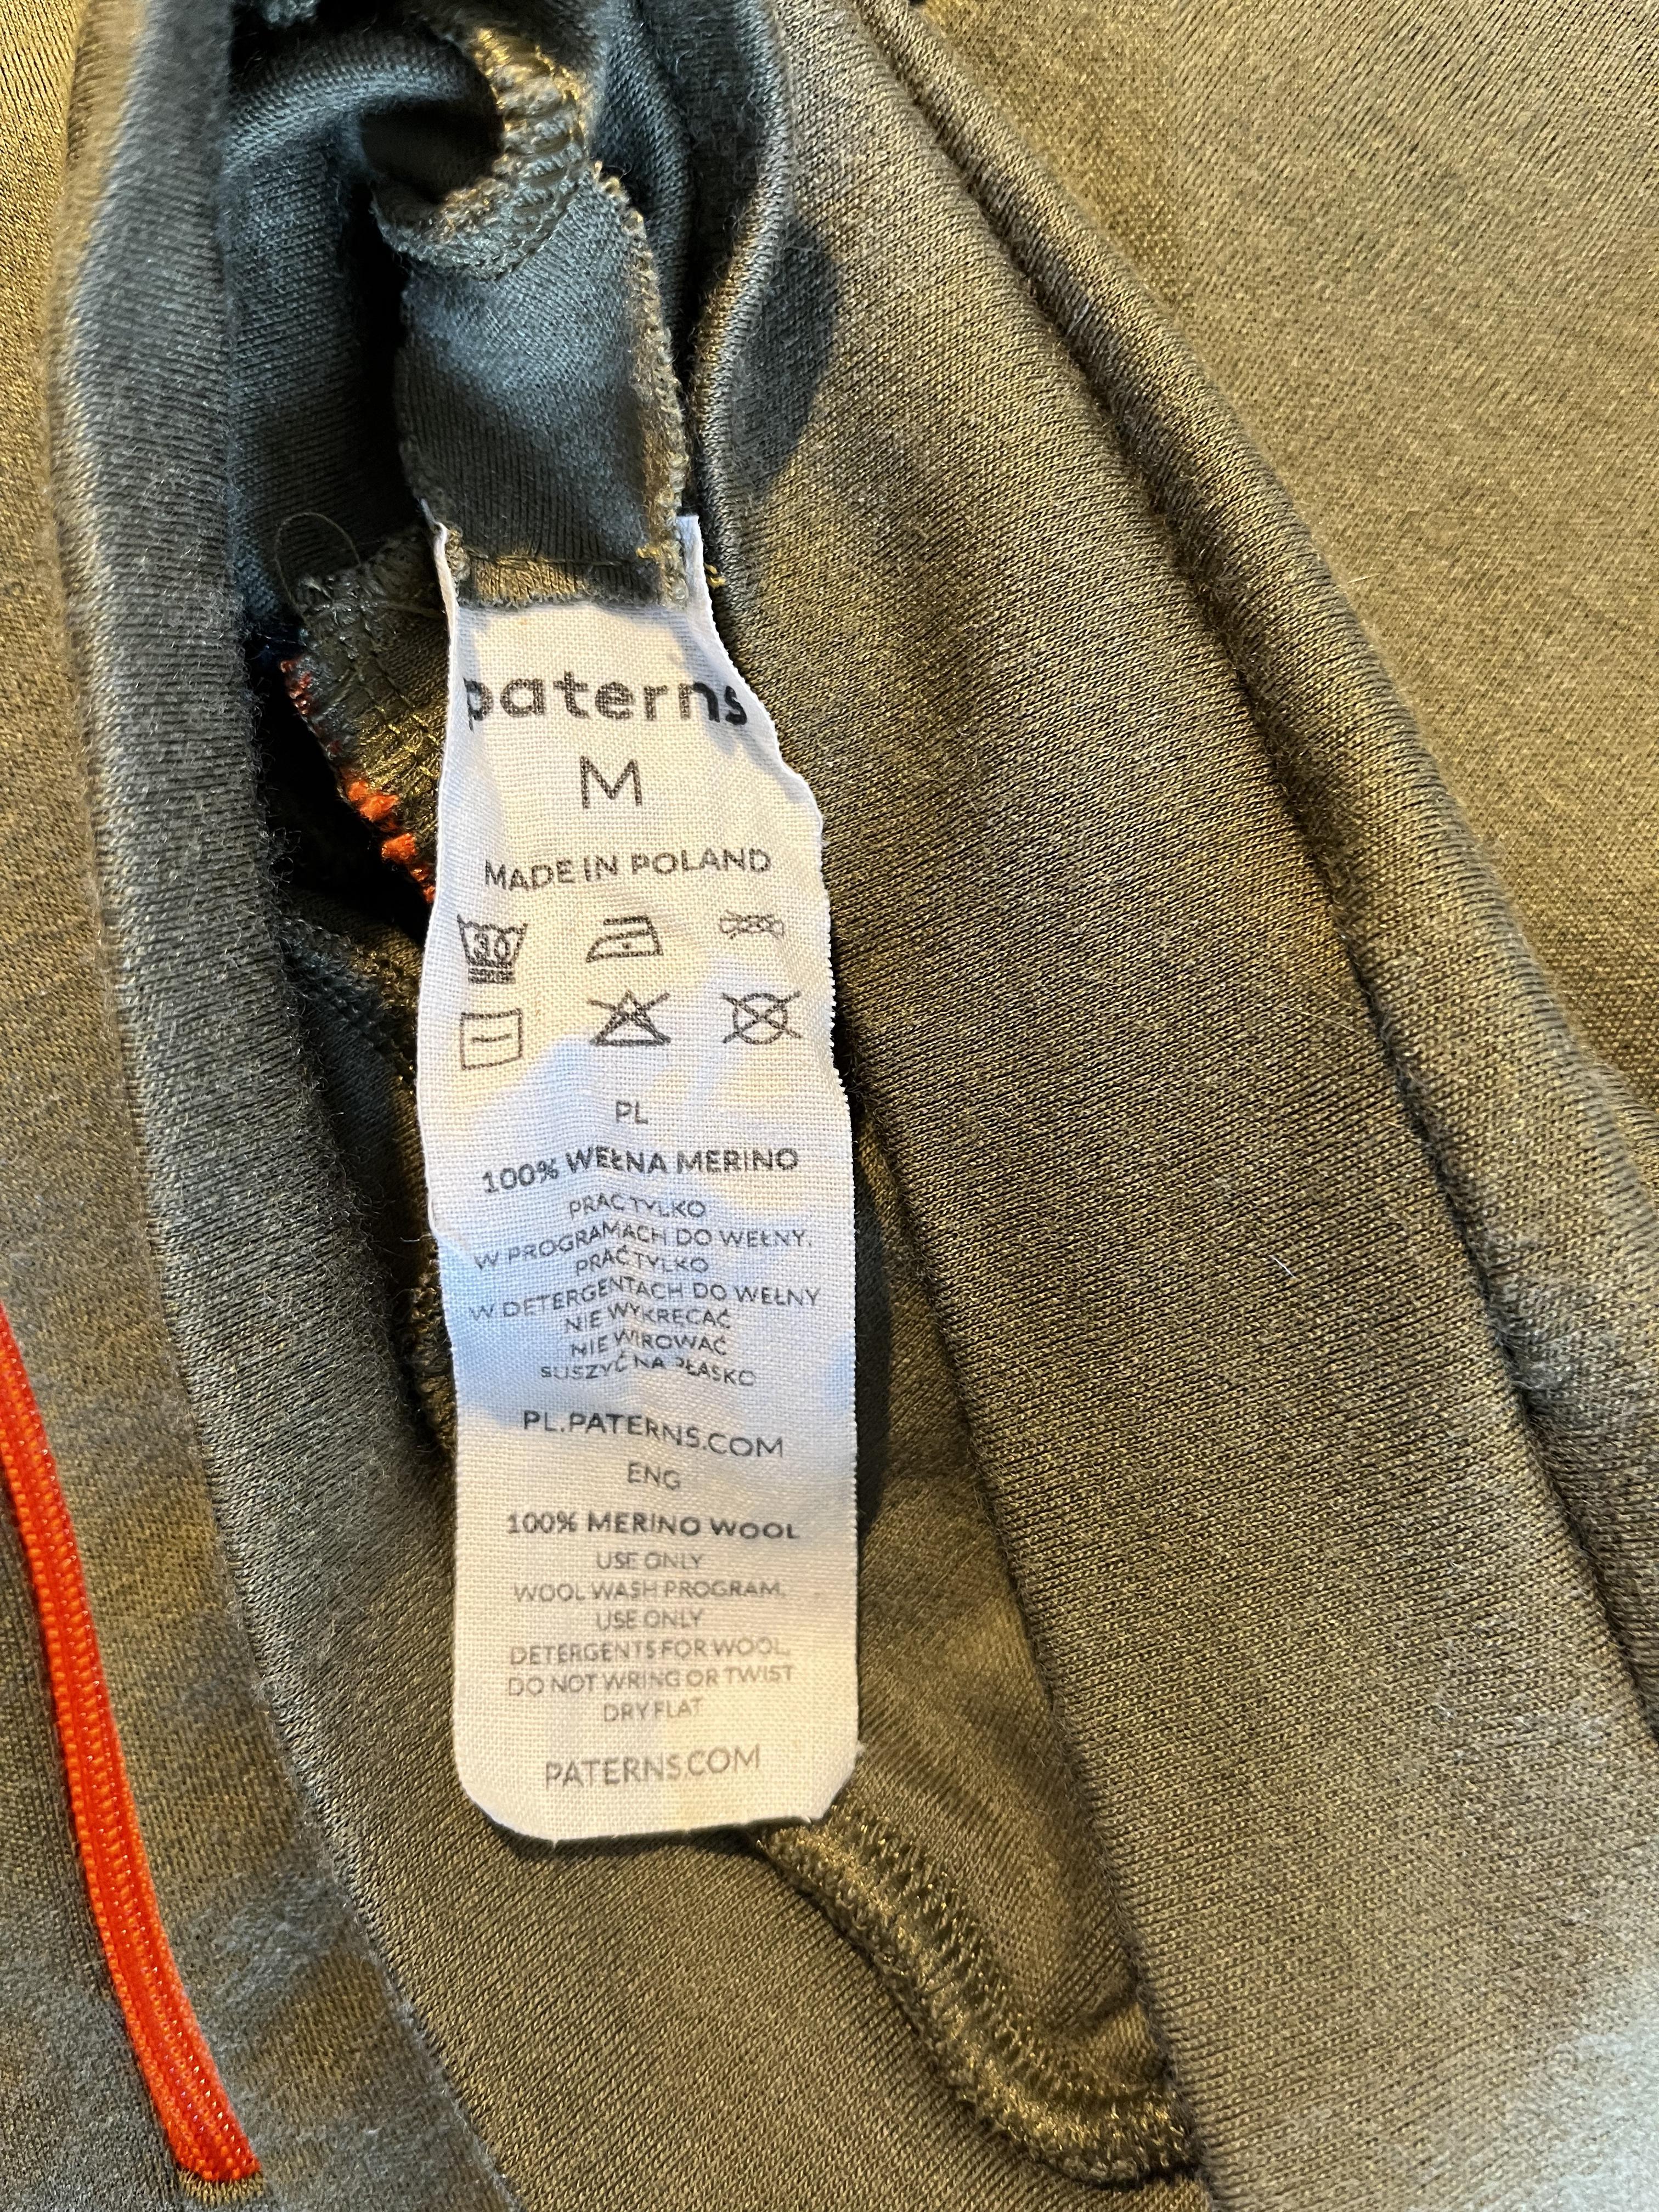 paterns
M
MADE IN POLAND
30
PL
100% WEŁNA MERINO
PRAĆ TYLKO
W PROGRAMACH DO WEŁNY.
PRAĆ TYLKO
W DETERGENTACH DO WEŁNY
NIE WYKRĘCAĆ
NIE WIROWAĆ
SUSZYĆ NA PŁASKO
PL.PATERNS.COM
ENG
100% MERINO WOOL
USE ONLY
WOOL WASH PROGRAM.
USE ONLY
DETERGENTS FOR WOOL.
DO NOT WRING OR TWIST
DRY FLAT
PATERNS.COM